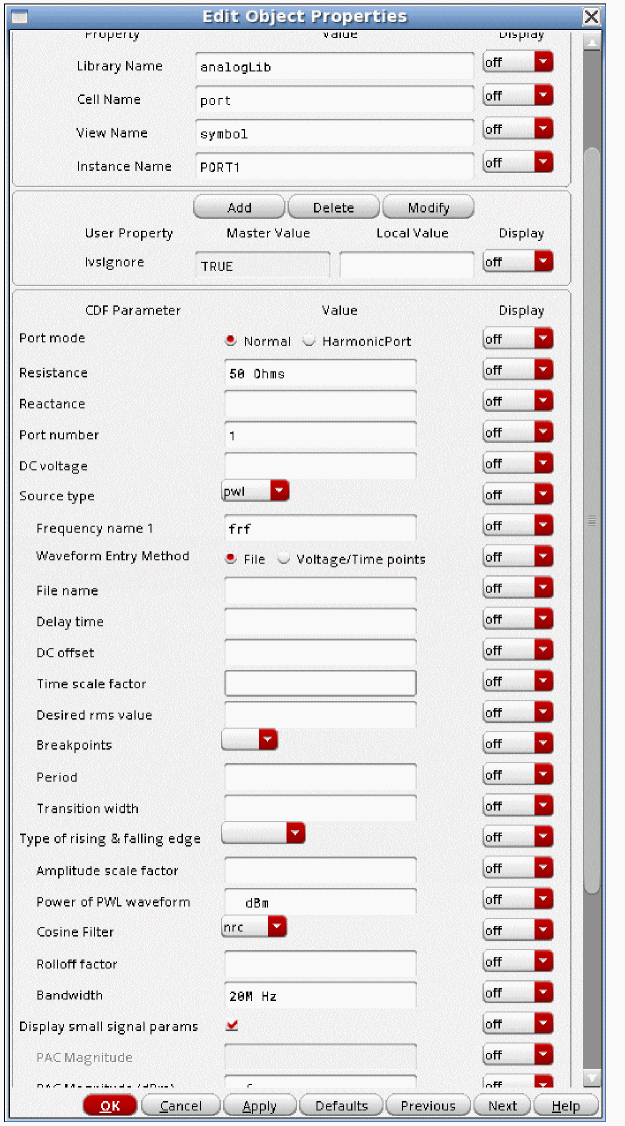 Edit Object Properties
Property Value Display
Library Name analogLib off
Cell Name port off
View Name symbol off
Instance Name PORT1 off
Add Delete Modify
User Property Master Value Local Value Display
lvsIgnore TRUE off
CDF Parameter Value Display
Port mode Normal HarmonicPort off
Resistance 50 Ohms off
Reactance off
Port number 1 off
DC voltage off
Source type pwl off
Frequency name 1 frf off
Waveform Entry Method File Voltage/Time points off
File name off
Delay time off
DC offset off
Time scale factor off
Desired rms value off
Breakpoints off
Period off
Transition width off
Type of rising & falling edge off
Amplitude scale factor off
Power of PWL waveform dBm off
Cosine Filter nrc off
Rolloff factor off
Bandwidth 20M Hz off
Display small signal params off
PAC Magnitude off
PAC Magnitude (dBm) off
OK Cancel Apply Defaults Previous Next Help